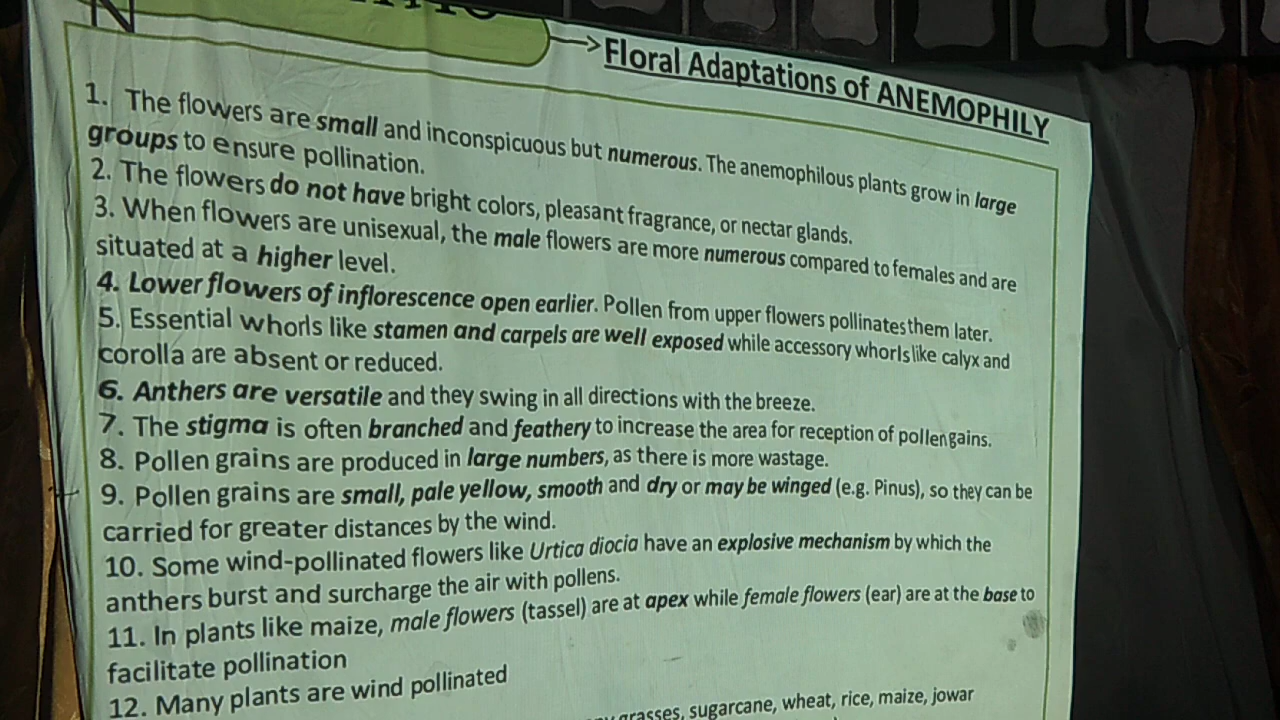 Floral Adaptations of ANEMOPHILY
1. The flowers are small and inconspicuous but numerous. The anemophilous plants grow in large
groups to ensure pollination.
2. The flowers do not have bright colors, pleasant fragrance, or nectar glands.
3. When flowers are unisexual, the male flowers are more numerous compared to females and are
situated at a higher level.
4. Lower flowers of inflorescence open earlier. Pollen from upper flowers pollinates them later.
5. Essential whorls like stamen and carpels are well exposed while accessory whorls like calyx and
corolla are absent or reduced.
6. Anthers are versatile and they swing in all directions with the breeze.
7. The stigma is often branched and feathery to increase the area for reception of pollen gains.
8. Pollen grains are produced in large numbers, as there is more wastage.
9. Pollen grains are small, pale yellow, smooth and dry or may be winged (e.g. Pinus), so they can be
carried for greater distances by the wind.
10. Some wind-pollinated flowers like Urtica diocia have an explosive mechanism by which the
anthers burst and surcharge the air with pollens.
11. In plants like maize, male flowers (tassel) are at apex while female flowers (ear) are at the base to
facilitate pollination
12. Many plants are wind pollinated
grasses, sugarcane, wheat, rice, maize, jowar